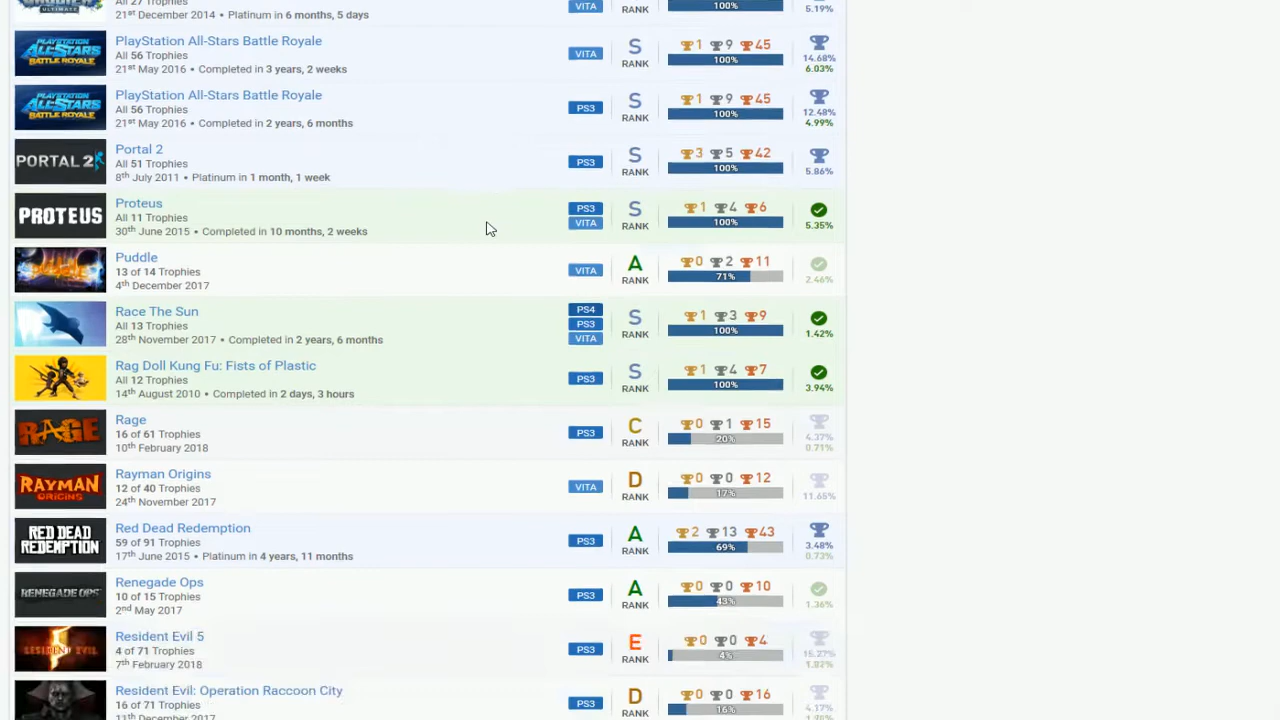 ULTIMATE
All 27 Trophies
21st December 2014 • Platinum in 6 months, 5 days
VITA
RANK
100%
5.19%
PLAYSTATION ALL-STARS BATTLE ROYALE
PlayStation All-Stars Battle Royale
All 56 Trophies
21st May 2016 • Completed in 3 years, 2 weeks
VITA
S RANK
1 9 45
100%
14.68%
6.03%
PLAYSTATION ALL-STARS BATTLE ROYALE
PlayStation All-Stars Battle Royale
All 56 Trophies
21st May 2016 • Completed in 2 years, 6 months
PS3
S RANK
1 9 45
100%
12.48%
4.99%
PORTAL 2
Portal 2
All 51 Trophies
8th July 2011 • Platinum in 1 month, 1 week
PS3
S RANK
3 5 42
100%
5.86%
PROTEUS
Proteus
All 11 Trophies
30th June 2015 • Completed in 10 months, 2 weeks
PS3
VITA
S RANK
1 4 6
100%
5.35%
PUDDLE
Puddle
13 of 14 Trophies
4th December 2017
VITA
A RANK
0 2 11
71%
2.46%
Race The Sun
All 13 Trophies
28th November 2017 • Completed in 2 years, 6 months
PS4
PS3
VITA
S RANK
1 3 9
100%
1.42%
Rag Doll Kung Fu: Fists of Plastic
All 12 Trophies
14th August 2010 • Completed in 2 days, 3 hours
PS3
S RANK
1 4 7
100%
3.94%
RAGE
Rage
16 of 61 Trophies
16th February 2018
PS3
C RANK
0 1 15
20%
4.37%
0.71%
RAYMAN ORIGINS
Rayman Origins
12 of 40 Trophies
November 2017
VITA
D RANK
0 0 12
17%
11.65%
RED DEAD REDEMPTION
Red Dead Redemption
59 of 91 Trophies
17th June 2015 • Platinum in 4 years, 11 months
PS3
A RANK
2 13 43
69%
3.48%
0.73%
RENEGADE OPS
Renegade Ops
10 of 15 Trophies
2nd May 2017
PS3
A RANK
0 0 10
43%
1.36%
RESIDENT EVIL
Resident Evil 5
4 of 71 Trophies
February 2018
PS3
E RANK
0 0 4
4%
15.27%
1.82%
Resident Evil: Operation Raccoon City
16 of 71 Trophies
11th December 2017
PS3
D RANK
0 0 16
16%
4.17%